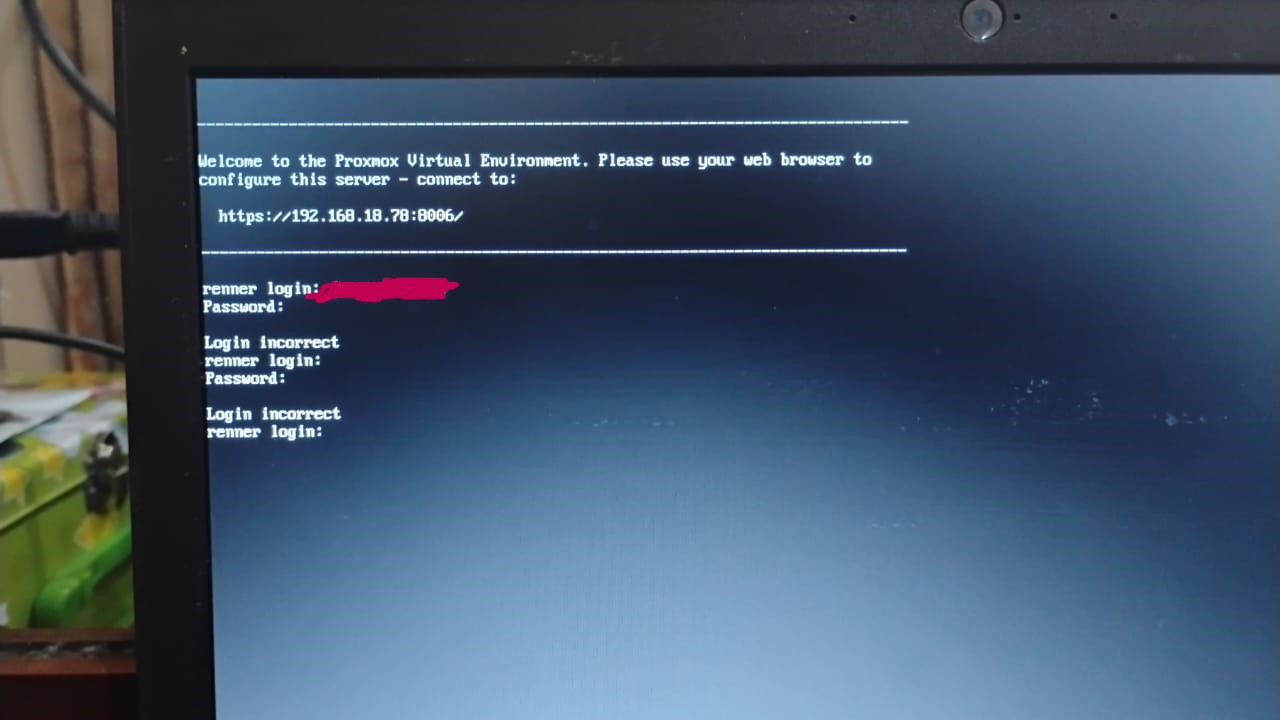 Welcome to the Proxmox Virtual Environment. Please use your web browser to
configure this server - connect to:
https://192.168.18.78:8006/
renner login:
Password:
Login incorrect
renner login:
Password:
Login incorrect
renner login: